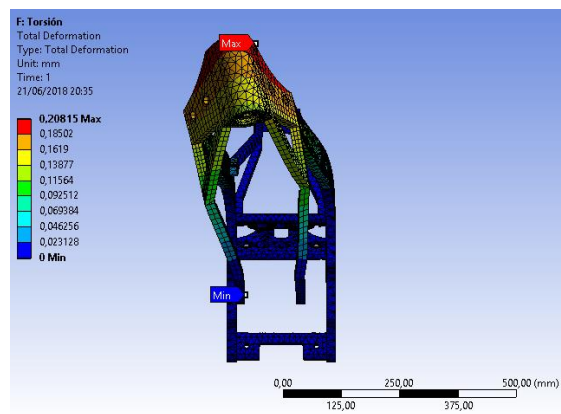 F: Torsión
Total Deformation
Type: Total Deformation
Unit: mm
Time: 1
21/06/2018 20:35
0,20815 Max
0,18502
0,1619
0,13877
0,11564
0,092512
0,069384
0,046256
0,023128
0 Min
Max
Min
0,00 250,00 500,00 (mm)
125,00 375,00